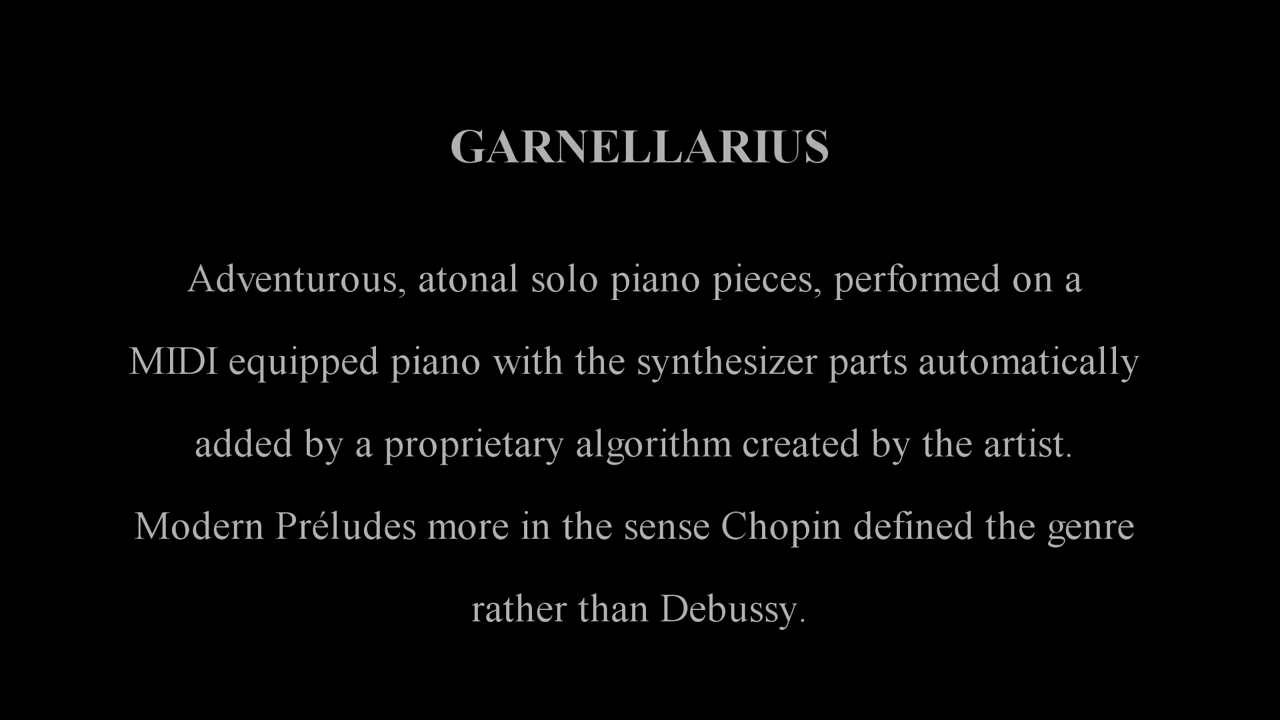 GARNELLARIUS
Adventurous, atonal solo piano pieces, performed on a
MIDI equipped piano with the synthesizer parts automatically
added by a proprietary algorithm created by the artist.
Modern Préludes more in the sense Chopin defined the genre
rather than Debussy.